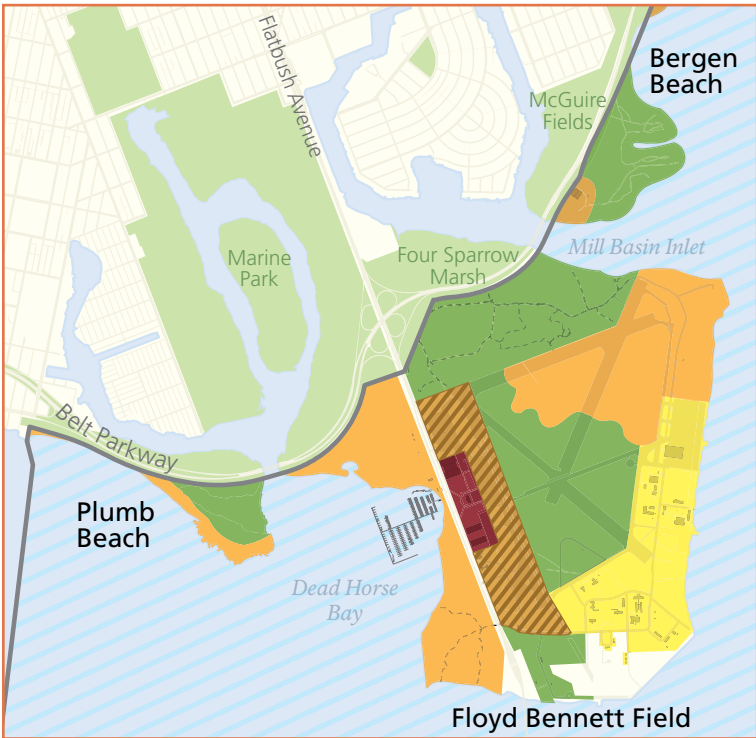 Flatbush Avenue
Bergen
Beach
McGuire
Fields
Marine
Park
Four Sparrow
Marsh
Mill Basin Inlet
Belt Parkway
Plumb
Beach
Dead Horse
Bay
Floyd Bennett Field